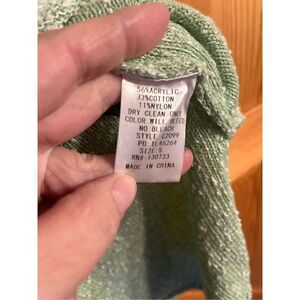 56%ACRYLIC
33%COTTON
11%NYLON
DRY CLEAN ONLY
COLOR WILL BLEED
NO BLEACH
STYLE C2099
PO IL46264
SIZE:S
RN# 130733
MADE IN CHINA